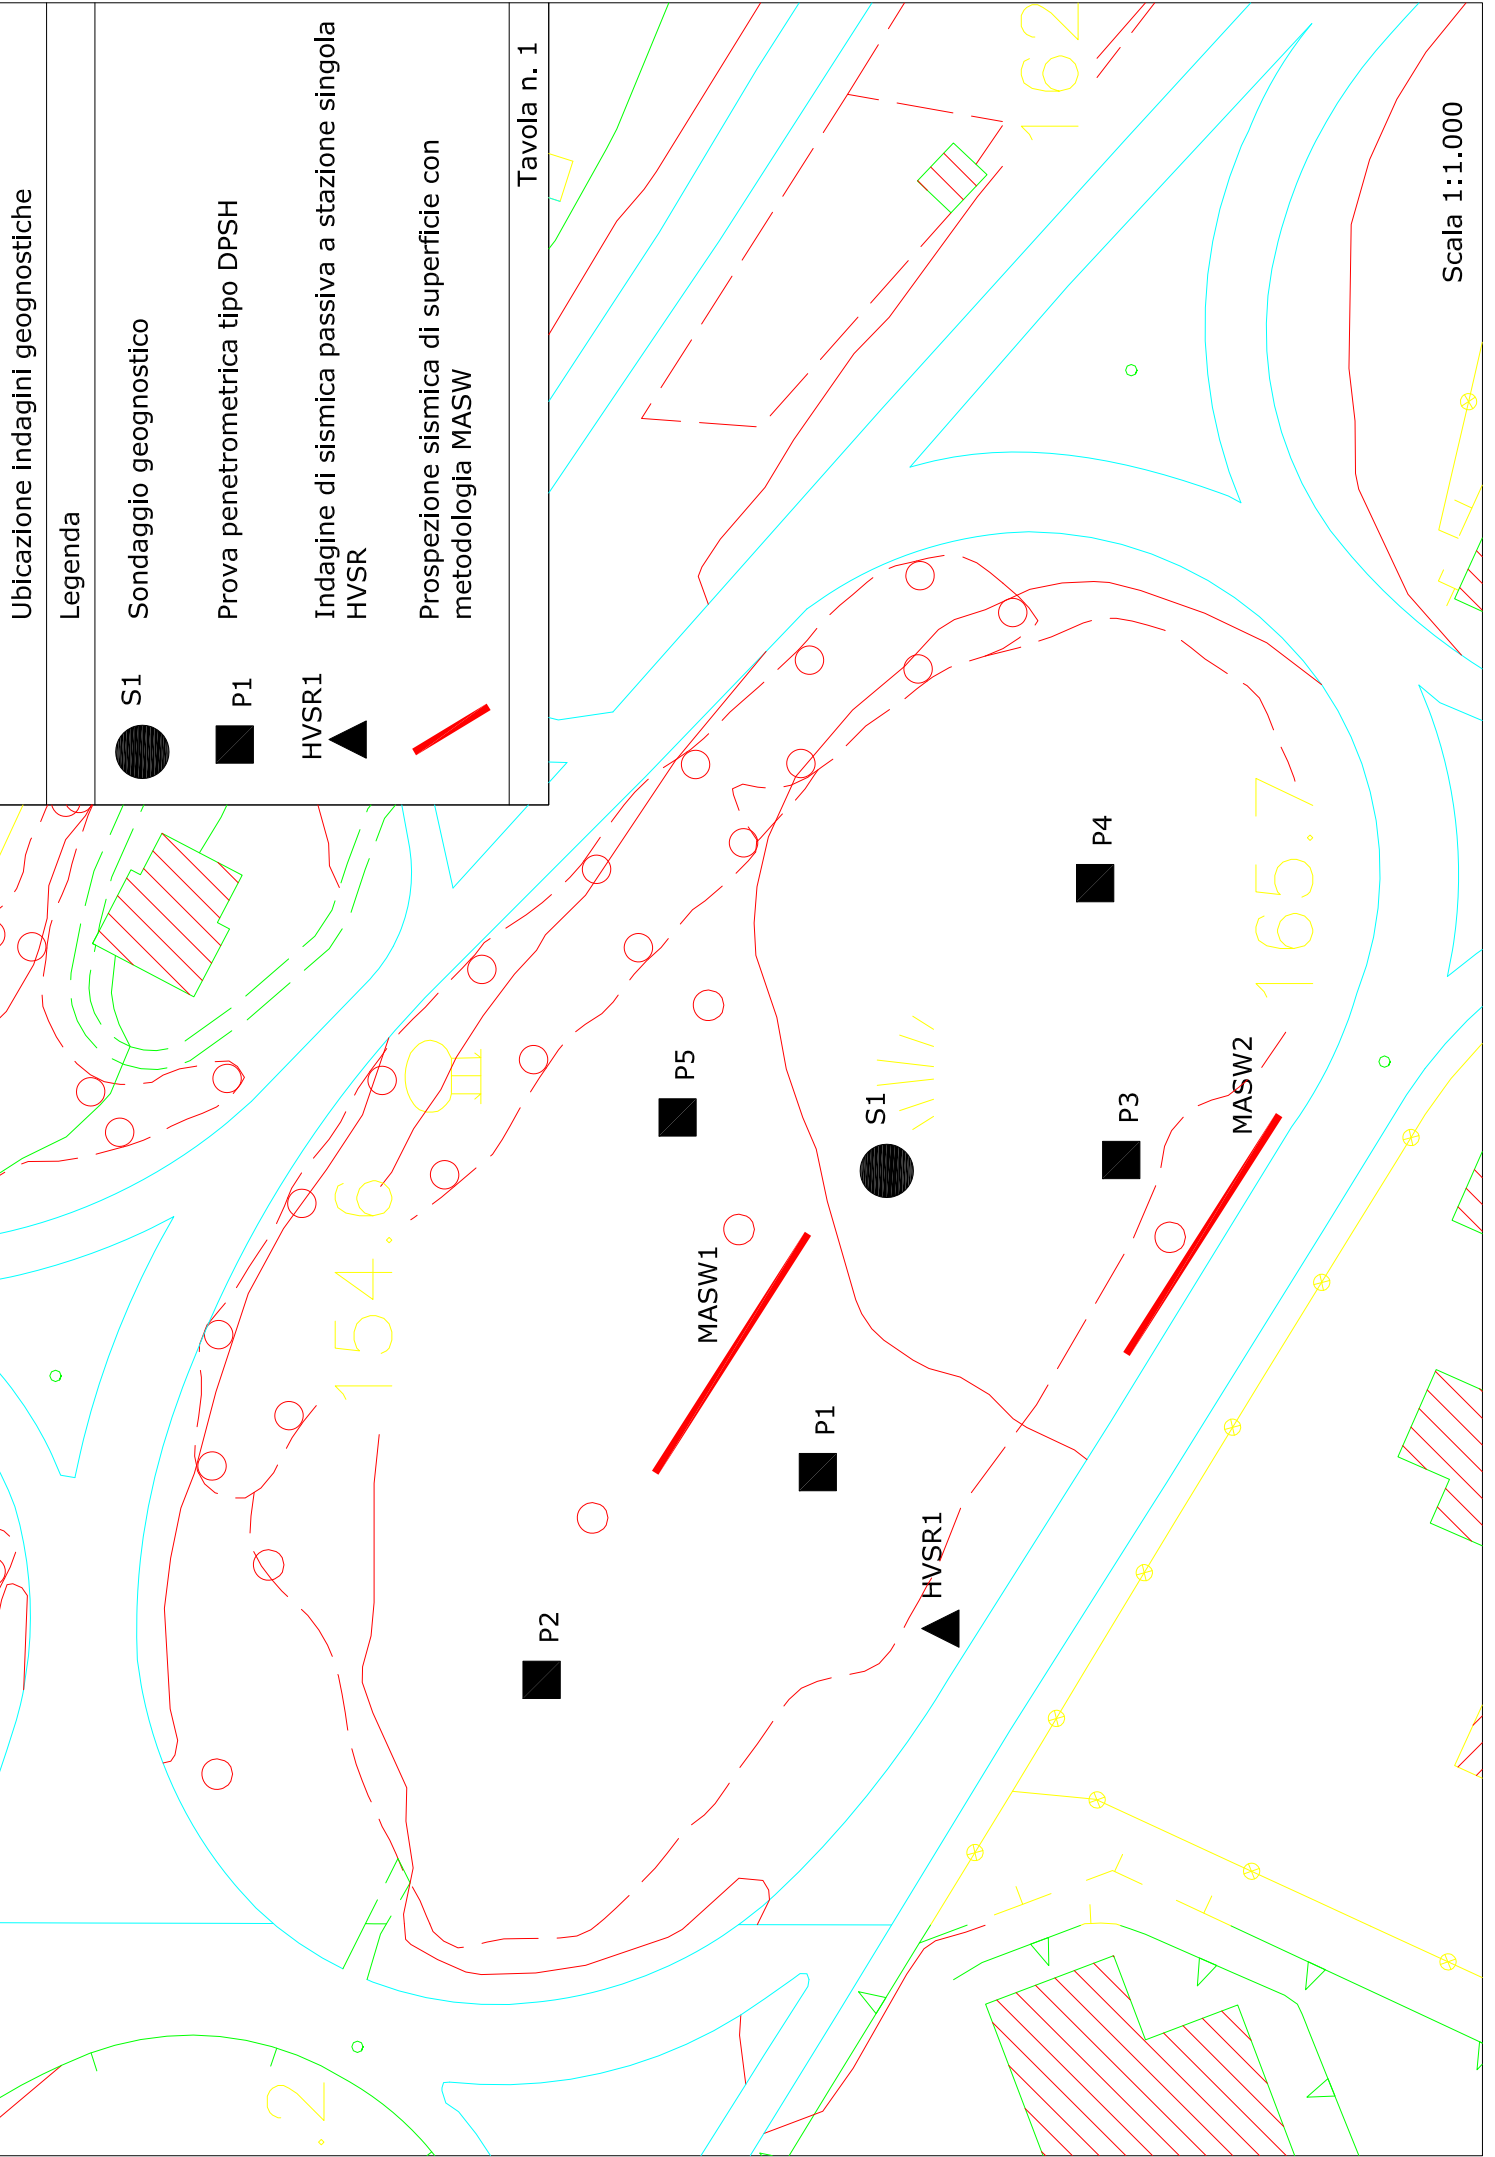 Ubicazione indagini geognostiche
Legenda
S1
Sondaggio geognostico
P1
Prova penetrometrica tipo DPSH
HVSR1
Indagine di sismica passiva a stazione singola
HVSR
Prospezione sismica di superficie con
metodologia MASW
Tavola n. 1
154.6
P5
P2
MASW1
P1
S1
HVSR1
P4
P3
MASW2
165.7
162
.2
Scala 1:1.000